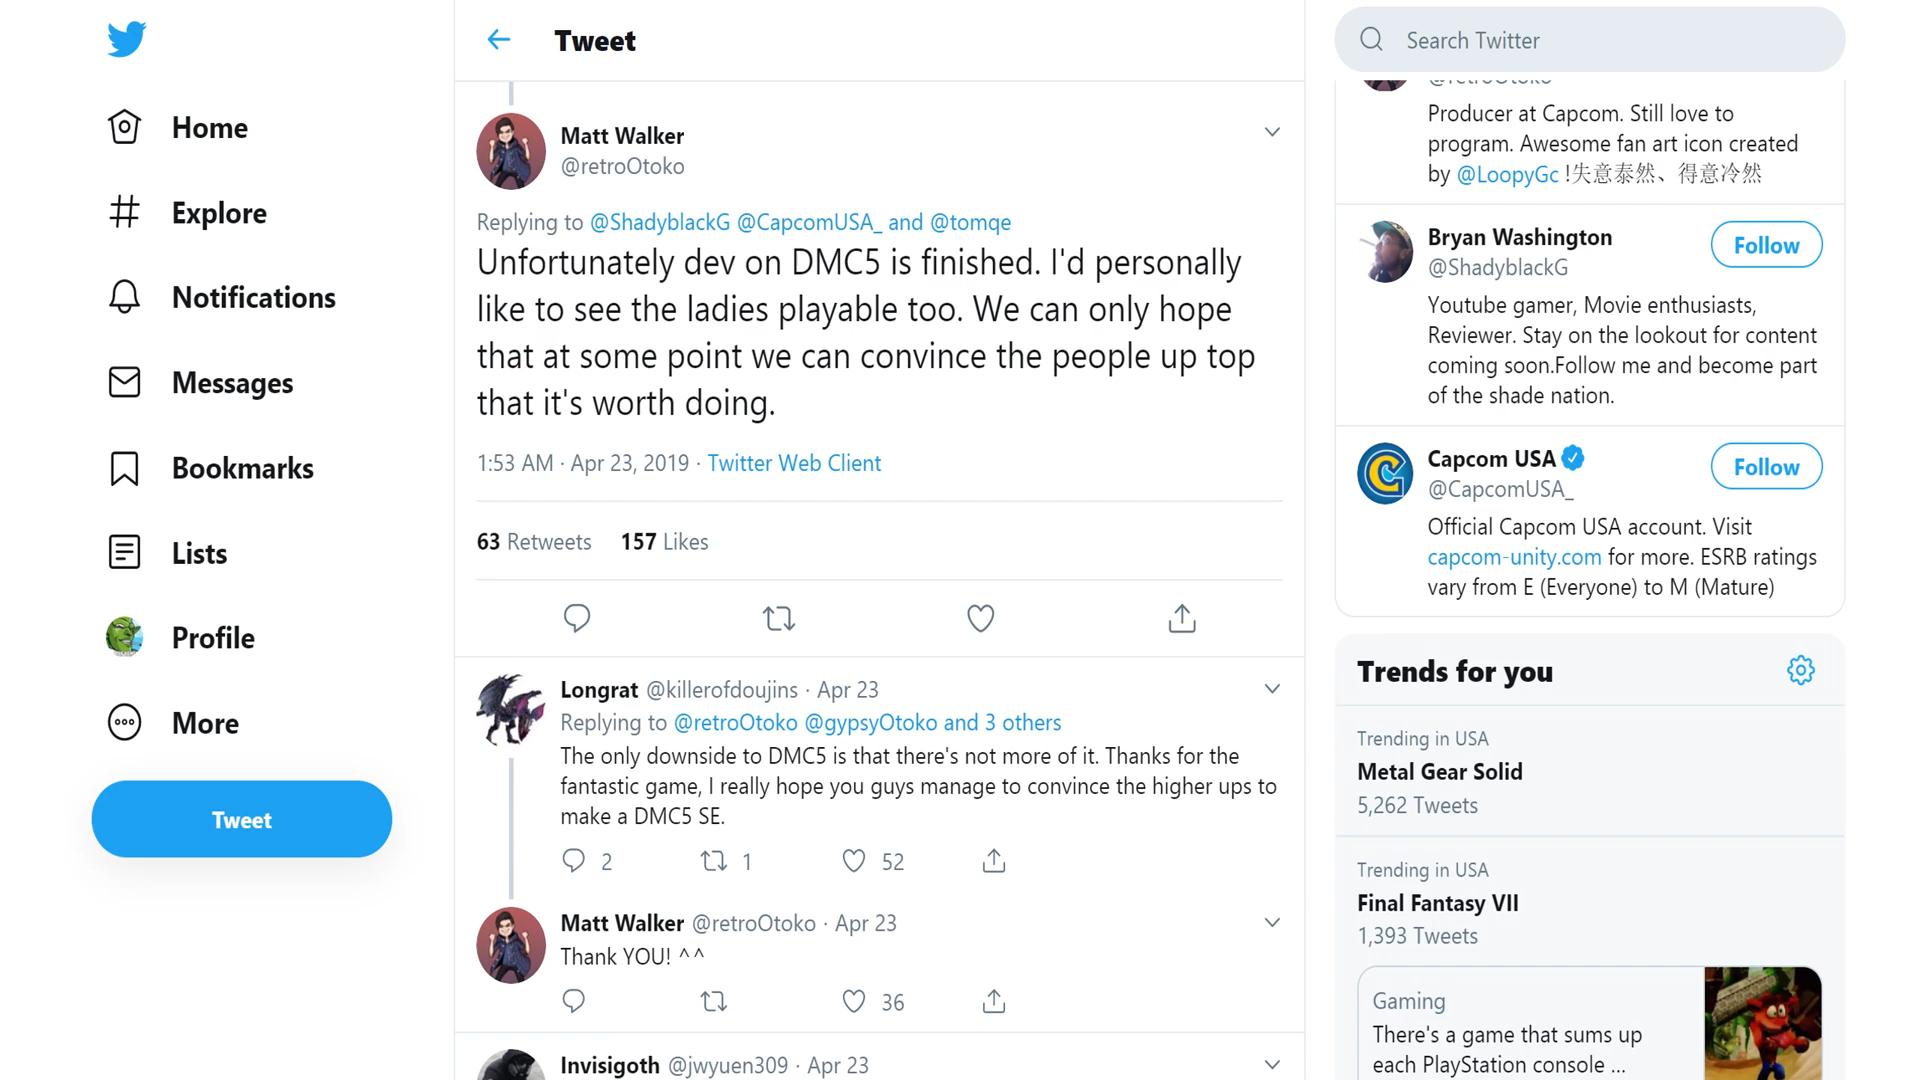 Home
Explore
Notifications
Messages
Bookmarks
Lists
Profile
More
Tweet
Tweet
Matt Walker
@retroOtoko
Replying to @ShadyblackG @CapcomUSA_ and @tomqe
Unfortunately dev on DMC5 is finished. I'd personally
like to see the ladies playable too. We can only hope
that at some point we can convince the people up top
that it's worth doing.
1:53 AM · Apr 23, 2019 · Twitter Web Client
63 Retweets 157 Likes
Longrat @killerofdoujins · Apr 23
Replying to @retroOtoko @gypsyOtoko and 3 others
The only downside to DMC5 is that there's not more of it. Thanks for the
fantastic game, I really hope you guys manage to convince the higher ups to
make a DMC5 SE.
2 1 52
Matt Walker @retroOtoko · Apr 23
Thank YOU! ^^
36
Invisigoth @jwyuen309 · Apr 23
Search Twitter
@retroOtoko
Producer at Capcom. Still love to
program. Awesome fan art icon created
by @LoopyGc !失意泰然、得意冷然
Bryan Washington
@ShadyblackG
Follow
Youtube gamer, Movie enthusiasts,
Reviewer. Stay on the lookout for content
coming soon.Follow me and become part
of the shade nation.
Capcom USA
@CapcomUSA_
Follow
Official Capcom USA account. Visit
capcom-unity.com for more. ESRB ratings
vary from E (Everyone) to M (Mature)
Trends for you
Trending in USA
Metal Gear Solid
5,262 Tweets
Trending in USA
Final Fantasy VII
1,393 Tweets
Gaming
There's a game that sums up
each PlayStation console ...